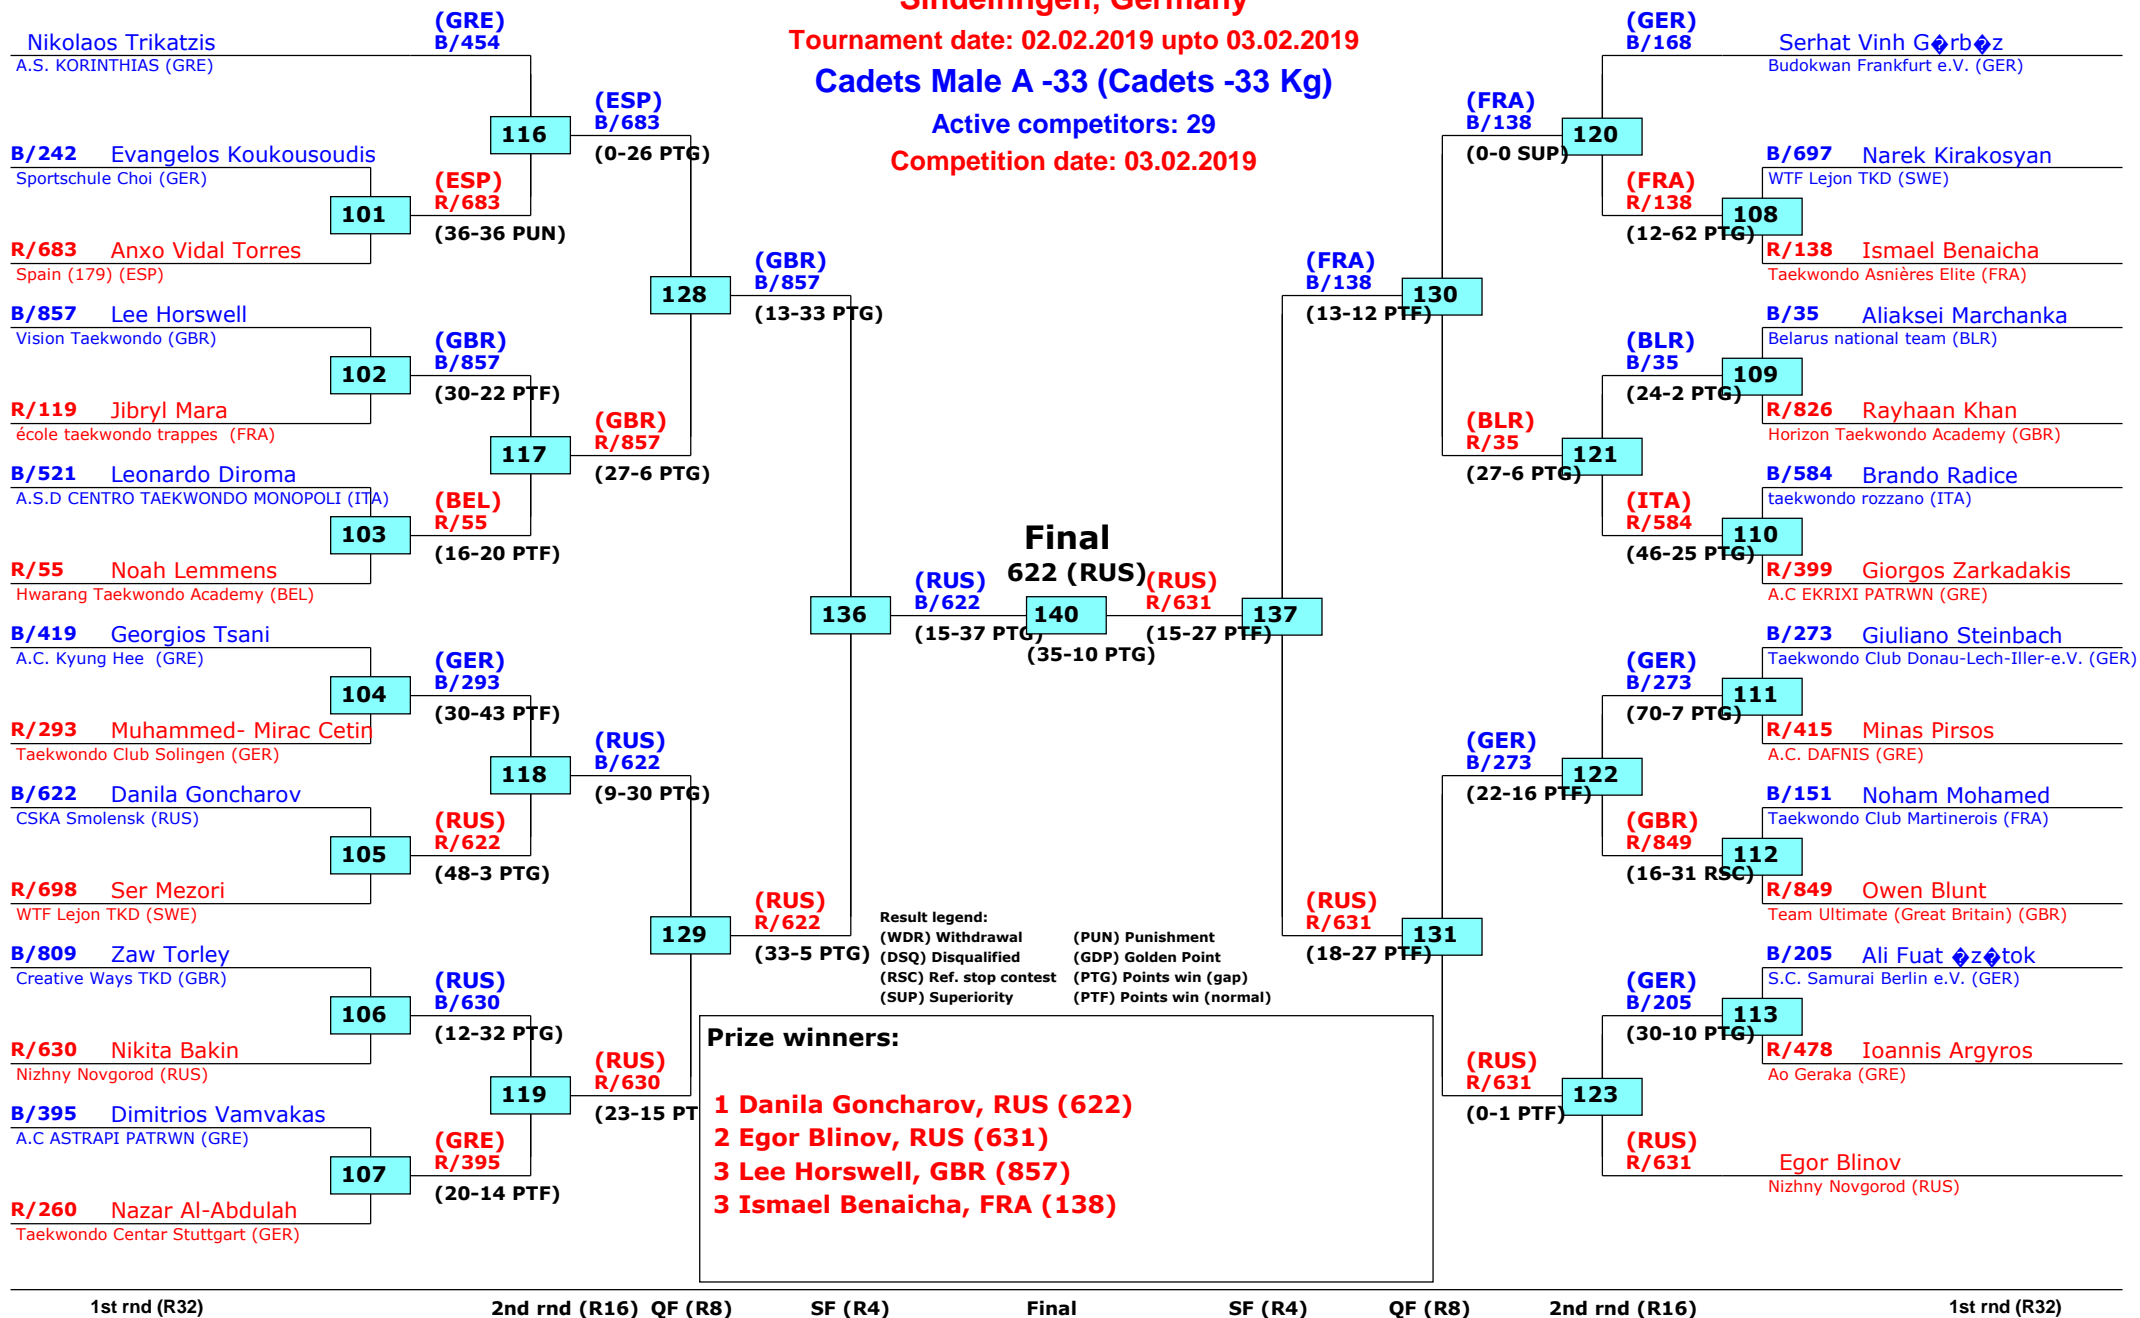 Sindelfingen, Germany
Tournament date: 02.02.2019 upto 03.02.2019
Cadets Male A -33 (Cadets -33 Kg)
Active competitors: 29
Competition date: 03.02.2019
Nikolaos Trikatzis
A.S. KORINTHIAS (GRE)
B/242 Evangelos Koukousoudis
Sportschule Choi (GER)
101
R/683 Anxo Vidal Torres
Spain (179) (ESP)
B/857 Lee Horswell
Vision Taekwondo (GBR)
102
R/119 Jibryl Mara
école taekwondo trappes (FRA)
B/521 Leonardo Diroma
A.S.D CENTRO TAEKWONDO MONOPOLI (ITA)
103
R/55 Noah Lemmens
Hwarang Taekwondo Academy (BEL)
B/419 Georgios Tsani
A.C. Kyung Hee (GRE)
104
R/293 Muhammed- Mirac Cetin
Taekwondo Club Solingen (GER)
B/622 Danila Goncharov
CSKA Smolensk (RUS)
105
R/698 Ser Mezori
WTF Lejon TKD (SWE)
B/809 Zaw Torley
Creative Ways TKD (GBR)
106
R/630 Nikita Bakin
Nizhny Novgorod (RUS)
B/395 Dimitrios Vamvakas
A.C ASTRAPI PATRWN (GRE)
107
R/260 Nazar Al-Abdulah
Taekwondo Centar Stuttgart (GER)
(GRE)
B/454
116
(ESP)
R/683
(36-36 PUN)
(GBR)
B/857
(30-22 PTF)
117
(BEL)
R/55
(16-20 PTF)
(GER)
B/293
(30-43 PTF)
118
(RUS)
R/622
(48-3 PTG)
(RUS)
B/630
(12-32 PTG)
119
(GRE)
R/395
(20-14 PTF)
(ESP)
B/683
(0-26 PTG)
128
(GBR)
R/857
(27-6 PTG)
(RUS)
B/622
(9-30 PTG)
129
(RUS)
R/630
(23-15 PT
(GBR)
B/857
(13-33 PTG)
136
(RUS)
R/622
(33-5 PTG)
Final
622 (RUS)
(RUS)
B/622
(15-37 PTG)
140
(35-10 PTG)
(RUS)
R/631
(15-27 PTF)
137
(FRA)
B/138
(13-12 PTF)
130
(RUS)
R/631
(18-27 PTF)
131
(FRA)
B/138
(0-0 SUP)
120
(BLR)
R/35
(27-6 PTG)
121
(GER)
B/273
(22-16 PTF)
122
(RUS)
R/631
(0-1 PTF)
123
(GER)
B/168
(FRA)
R/138
(12-62 PTG)
108
(BLR)
B/35
(24-2 PTG)
109
(ITA)
R/584
(46-25 PTG)
110
(GER)
B/273
(70-7 PTG)
111
(GBR)
R/849
(16-31 RSC)
112
(GER)
B/205
(30-10 PTG)
113
(RUS)
R/631
Serhat Vinh G�rb�z
Budokwan Frankfurt e.V. (GER)
B/697 Narek Kirakosyan
WTF Lejon TKD (SWE)
R/138 Ismael Benaicha
Taekwondo Asnières Elite (FRA)
B/35 Aliaksei Marchanka
Belarus national team (BLR)
R/826 Rayhaan Khan
Horizon Taekwondo Academy (GBR)
B/584 Brando Radice
taekwondo rozzano (ITA)
R/399 Giorgos Zarkadakis
A.C EKRIXI PATRWN (GRE)
B/273 Giuliano Steinbach
Taekwondo Club Donau-Lech-Iller-e.V. (GER)
R/415 Minas Pirsos
A.C. DAFNIS (GRE)
B/151 Noham Mohamed
Taekwondo Club Martinerois (FRA)
R/849 Owen Blunt
Team Ultimate (Great Britain) (GBR)
B/205 Ali Fuat �z�tok
S.C. Samurai Berlin e.V. (GER)
R/478 Ioannis Argyros
Ao Geraka (GRE)
Egor Blinov
Nizhny Novgorod (RUS)
Result legend:
(WDR) Withdrawal (PUN) Punishment
(DSQ) Disqualified (GDP) Golden Point
(RSC) Ref. stop contest (PTG) Points win (gap)
(SUP) Superiority (PTF) Points win (normal)
Prize winners:
1 Danila Goncharov, RUS (622)
2 Egor Blinov, RUS (631)
3 Lee Horswell, GBR (857)
3 Ismael Benaicha, FRA (138)
1st rnd (R32) 2nd rnd (R16) QF (R8) SF (R4) Final SF (R4) QF (R8) 2nd rnd (R16) 1st rnd (R32)